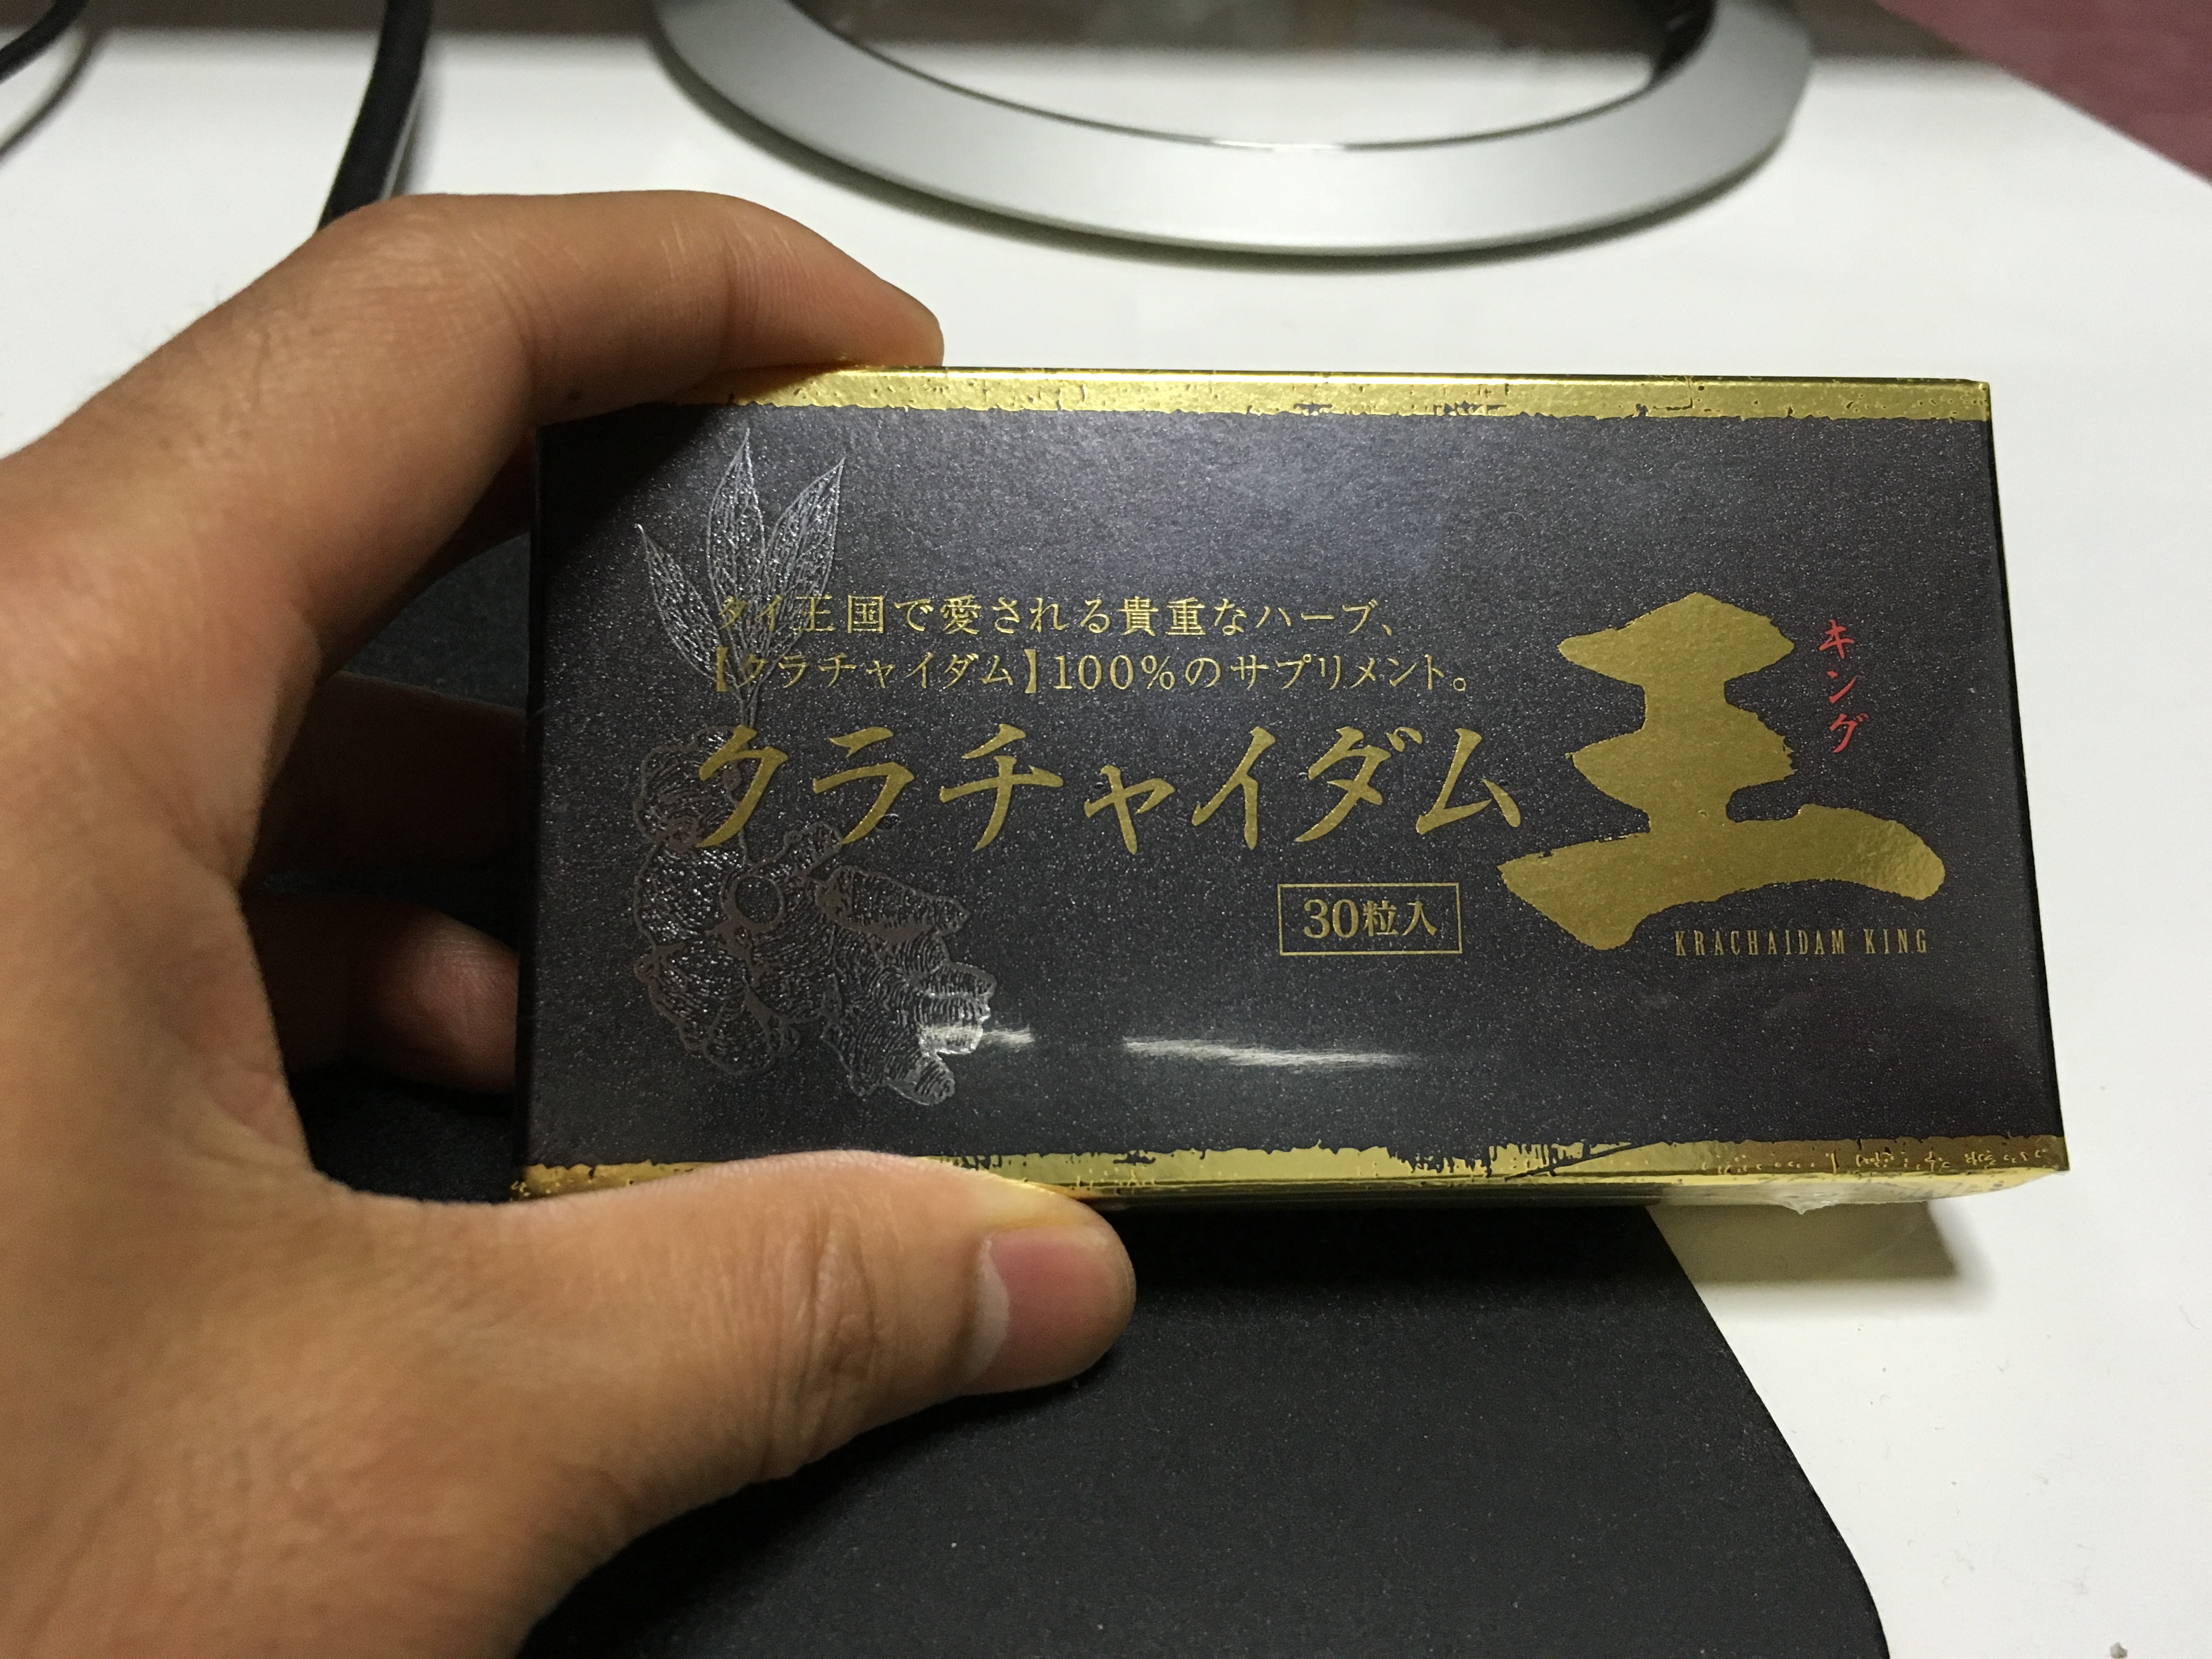 タイ王国で愛される貴重なハーブ、
【クラチャイダム】100%のサプリメント。
クラチャイダム王
キング
30粒入
KRACHAIDAM KING